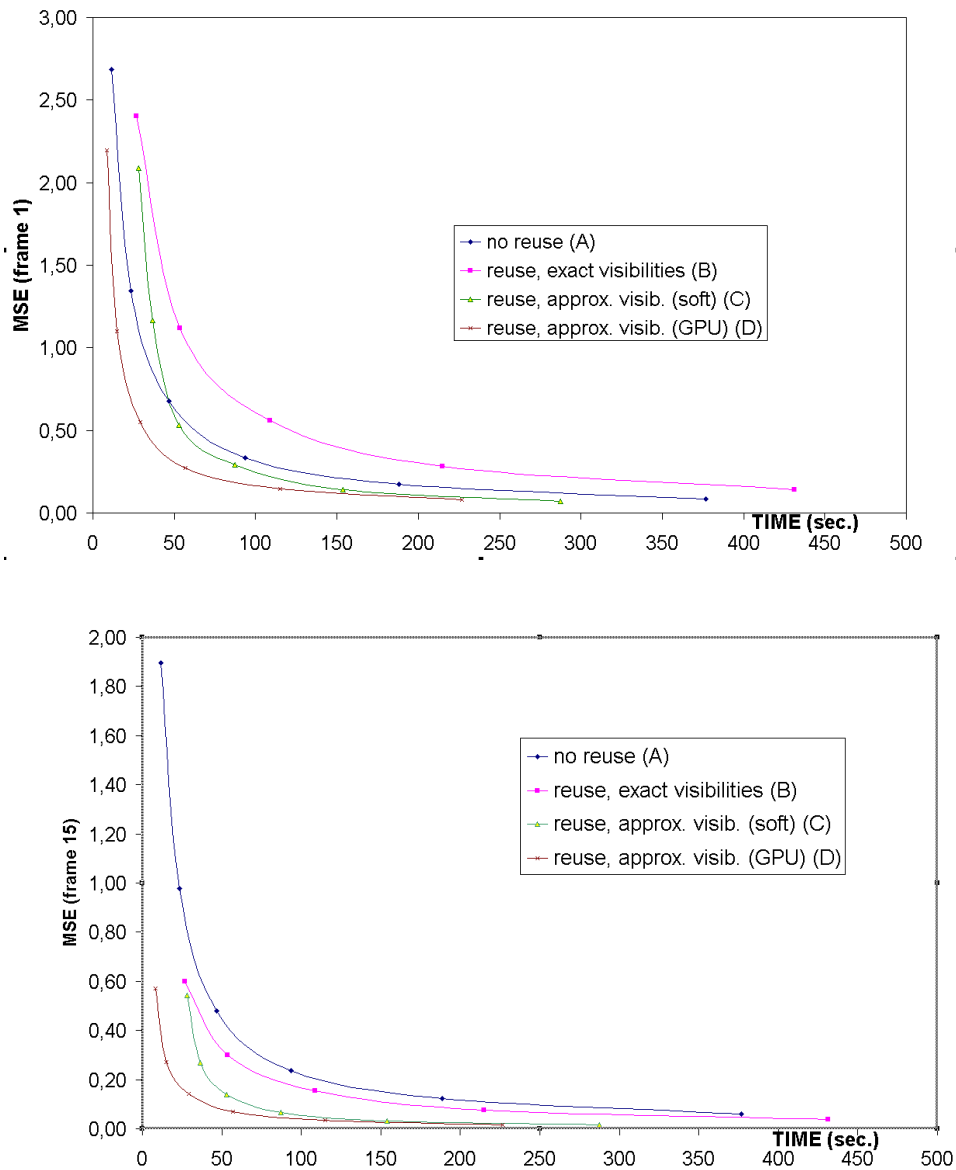 3,00
2,50
2,00
1,50
1,00
0,50
0,00
MSE (frame 1)
no reuse (A)
reuse, exact visibilities (B)
reuse, approx. visib. (soft) (C)
reuse, approx. visib. (GPU) (D)
TIME (sec.)
0 50 100 150 200 250 300 350 400 450 500
2,00
1,80
1,60
1,40
1,20
1,00
0,80
0,60
0,40
0,20
0,00
MSE (frame 15)
no reuse (A)
reuse, exact visibilities (B)
reuse, approx. visib. (soft) (C)
reuse, approx. visib. (GPU) (D)
TIME (sec.)
0 50 100 150 200 250 300 350 400 450 500